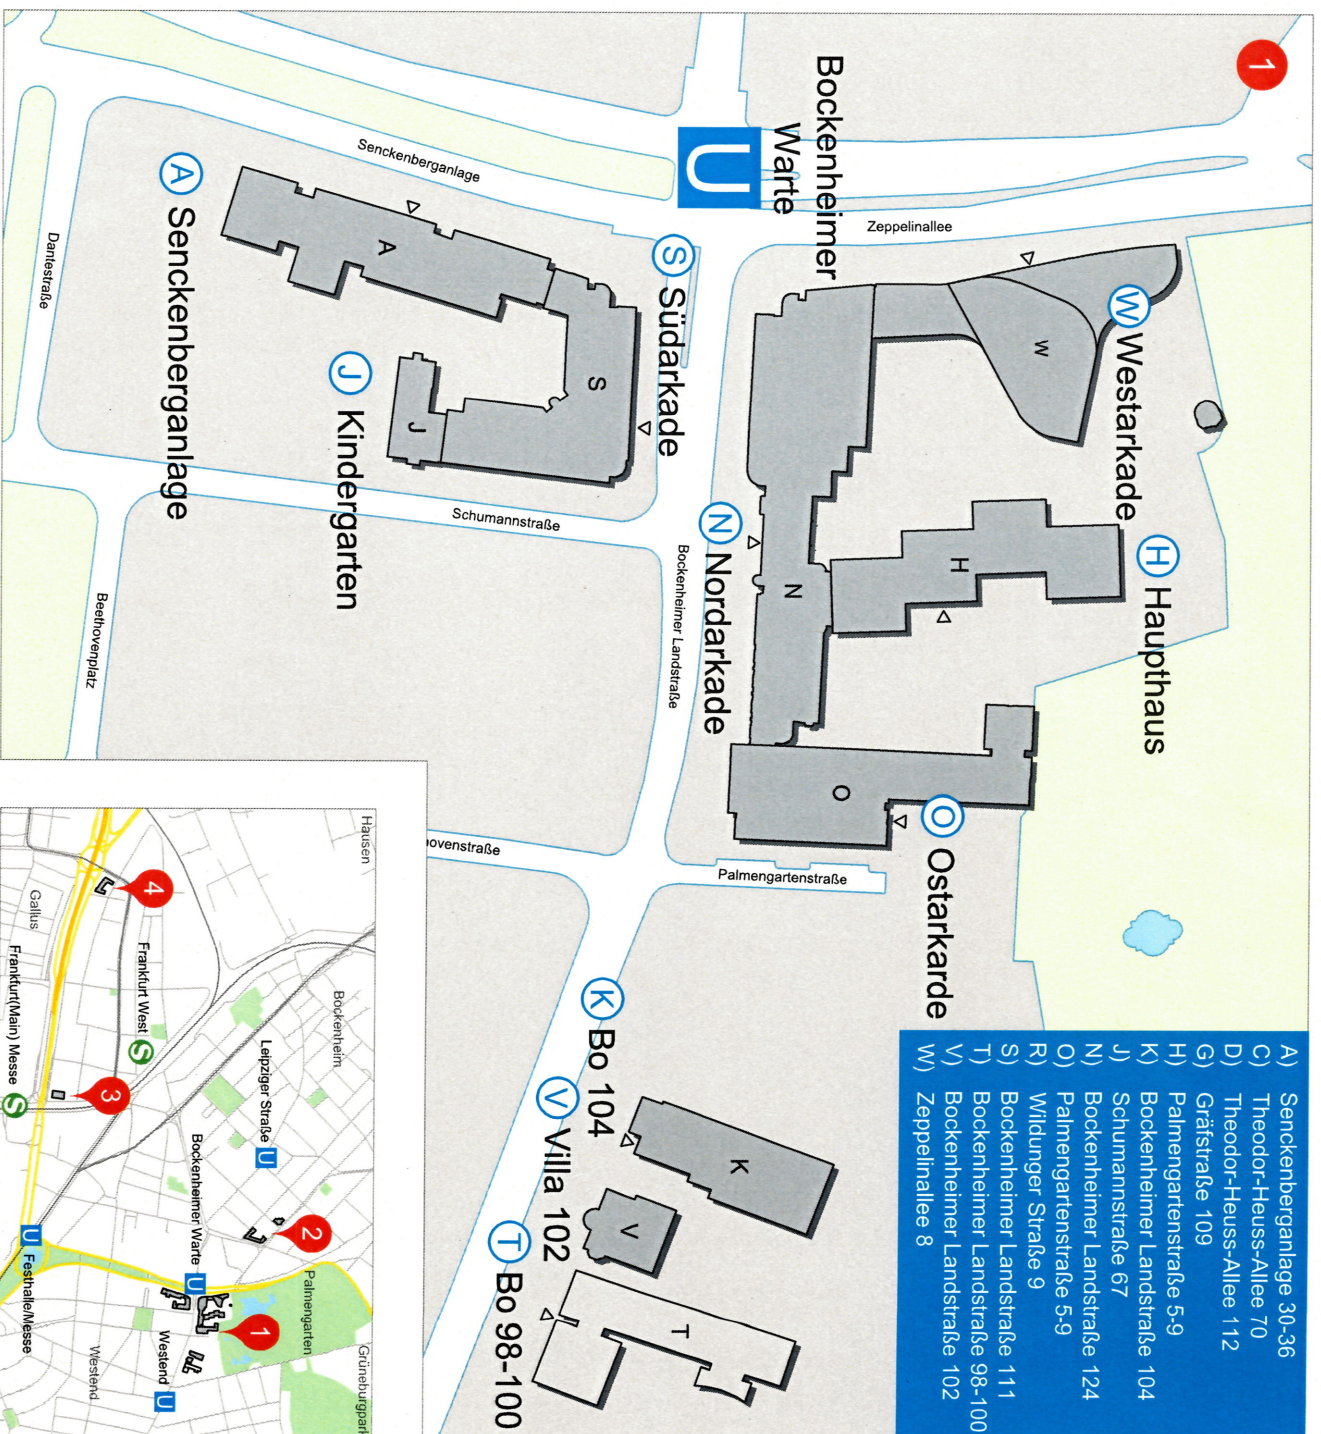 1
Bockenheimer
Warte
U
Zeppelinallee
Senckenberganlage
Dantestraße
Schumannstraße
Bockenheimer Landstraße
Beethovenplatz
ovenstraße
Palmengartenstraße
W Westarkade
W
H Haupthaus
H
S Südarkade
S
A Senckenberganlage
A
J Kindergarten
J
N Nordarkade
N
O Ostarkarde
O
K Bo 104
K
V Villa 102
V
T Bo 98-100
T
A) Senckenberganlage 30-36
C) Theodor-Heuss-Allee 70
D) Theodor-Heuss-Allee 112
G) Gräfstraße 109
H) Palmengartenstraße 5-9
K) Bockenheimer Landstraße 104
J) Schumannstraße 67
N) Bockenheimer Landstraße 124
O) Palmengartenstraße 5-9
R) Wildunger Straße 9
S) Bockenheimer Landstraße 111
T) Bockenheimer Landstraße 98-100
V) Bockenheimer Landstraße 102
W) Zeppelinallee 8
Hausen
Bockenheim
Leipziger Straße U
2
Palmengarten
Grüneburgpark
4
Frankfurt West S
3
Bockenheimer Warte U
1
Gallus
Frankfurt(Main) Messe S
U Festhalle/Messe
Westend U
Westend